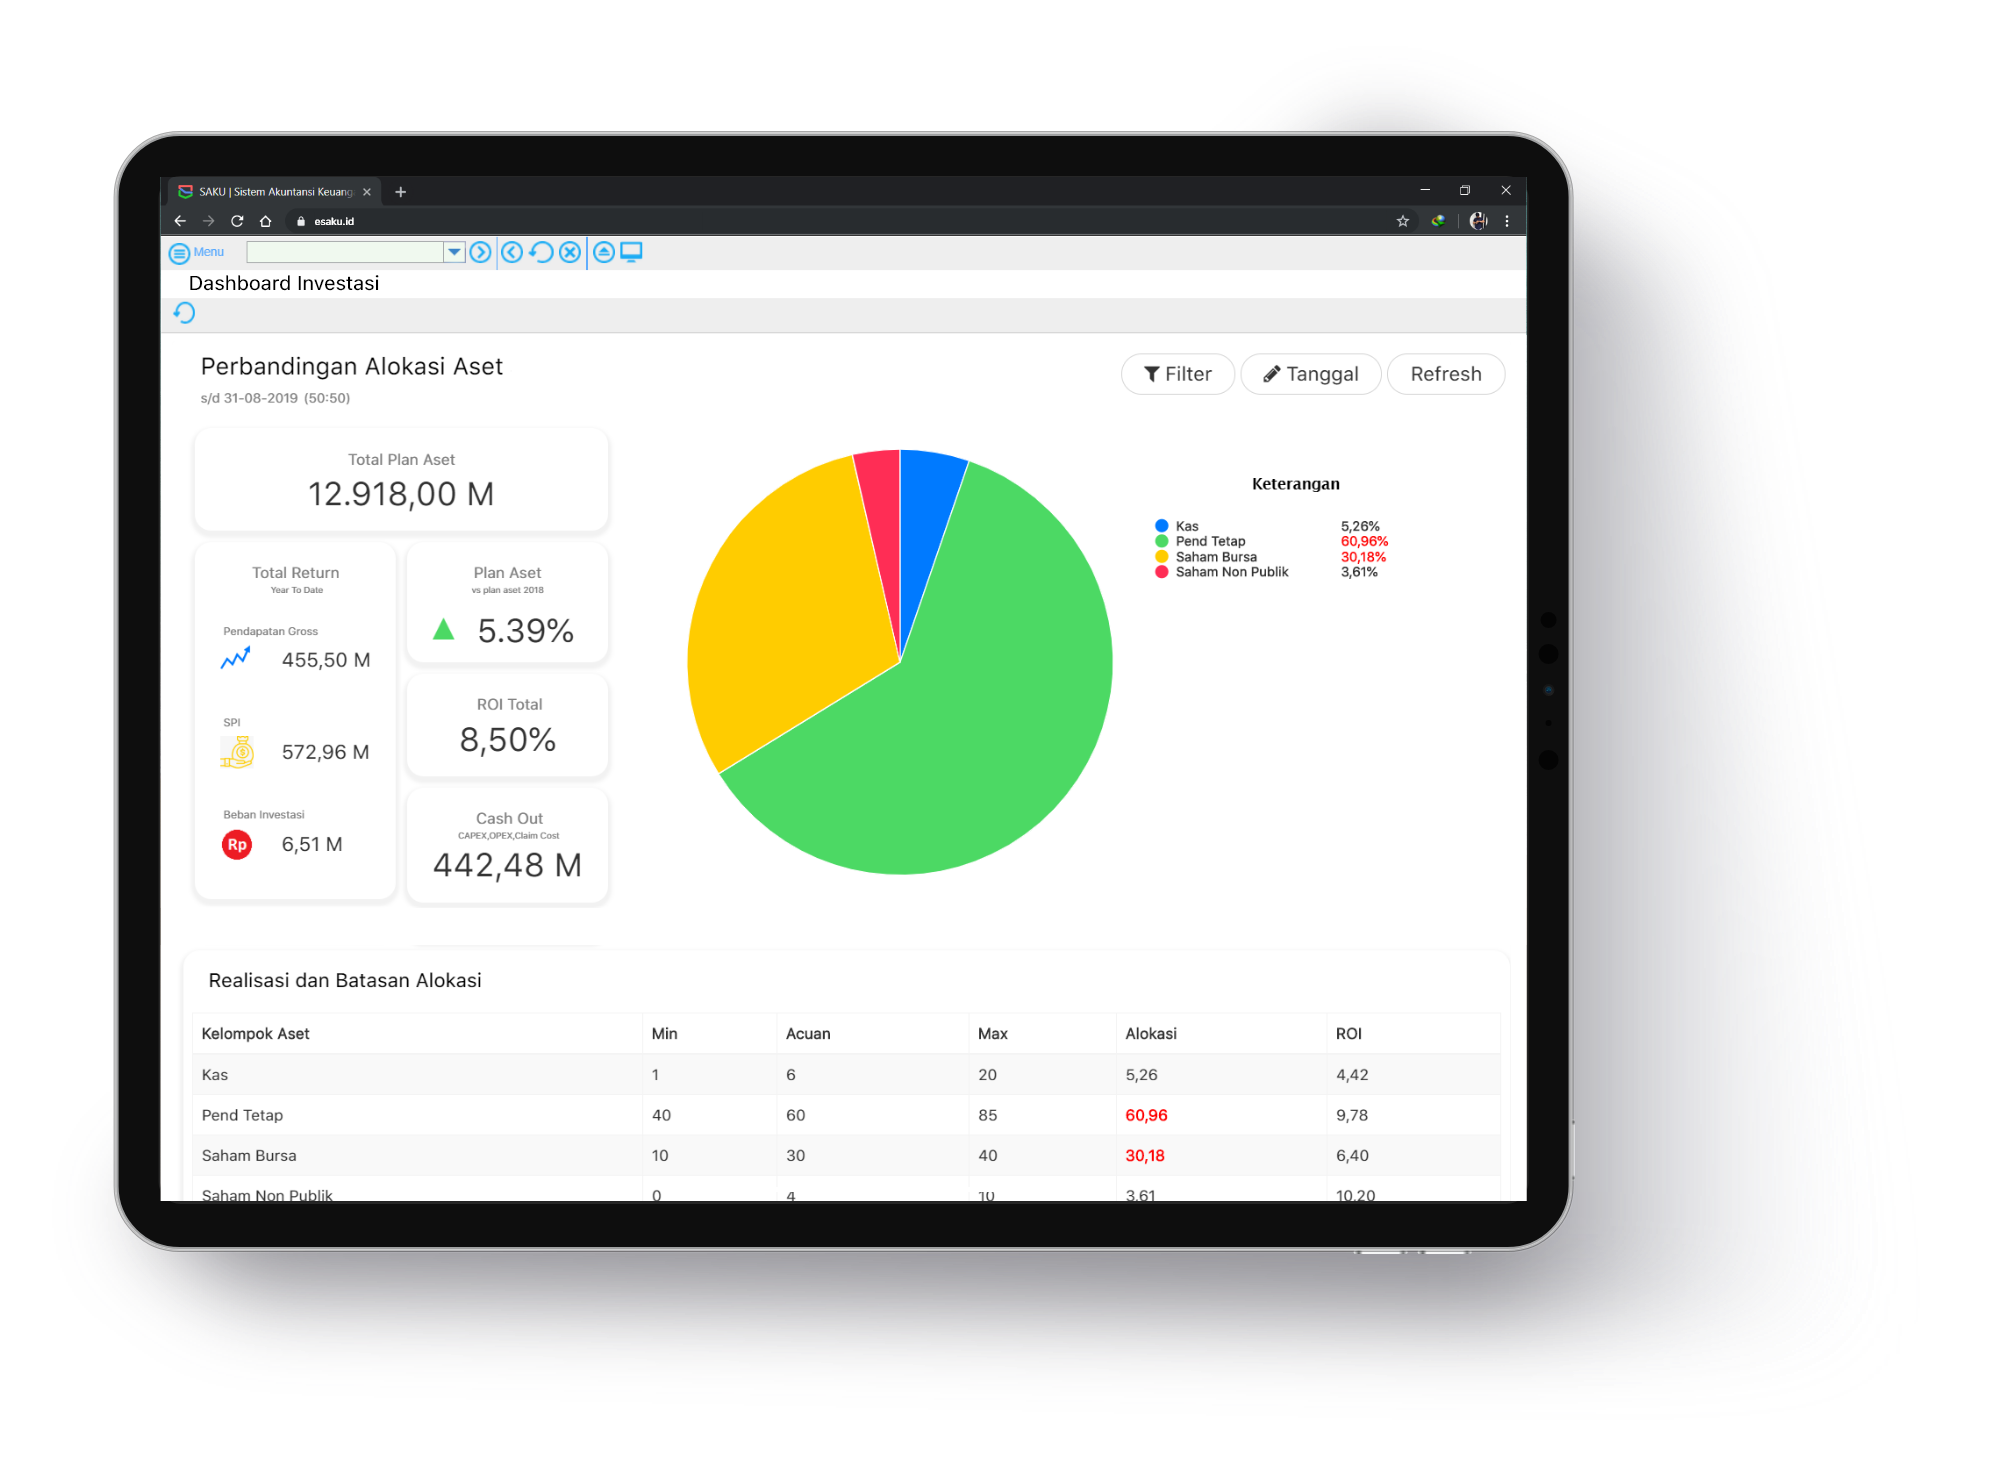 SAKU | Sistem Akuntansi Keuang
esaku.id
Menu
Dashboard Investasi
Perbandingan Alokasi Aset
s/d 31-08-2019 (50:50)
Filter
Tanggal
Refresh
Total Plan Aset
12.918,00 M
Total Return
Year To Date
Pendapatan Gross
455,50 M
SPI
572,96 M
Beban Investasi
Rp
6,51 M
Plan Aset
vs plan aset 2018
5.39%
ROI Total
8,50%
Cash Out
CAPEX,OPEX,Claim Cost
442,48 M
Keterangan
Kas 5,26%
Pend Tetap 60,96%
Saham Bursa 30,18%
Saham Non Publik 3,61%
Realisasi dan Batasan Alokasi
Kelompok Aset Min Acuan Max Alokasi ROI
Kas 1 6 20 5,26 4,42
Pend Tetap 40 60 85 60,96 9,78
Saham Bursa 10 30 40 30,18 6,40
Saham Non Publik 0 4 10 3,61 10,20